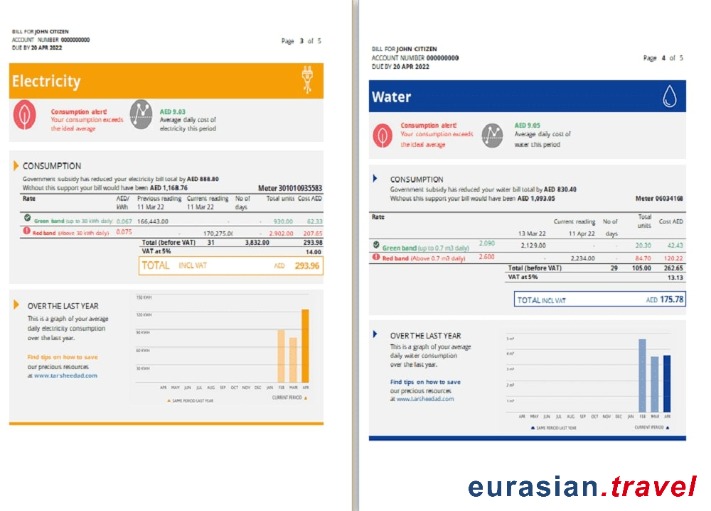 BILL FOR JOHN CITIZEN
ACCOUNT NUMBER 0000000000
DUE BY 20 APR 2022
Page 3 of 5
Electricity
Consumption alert!
Your consumption exceeds
the ideal average
AED 9.03
Average daily cost of
electricity this period
CONSUMPTION
Government subsidy has reduced your electricity bill total by AED 888.80
Without this support your bill would have been AED 1,168.76
Meter 301010935583
Rate AED/kWh Previous reading 11 Mar 22 Current reading 11 Mar 22 No of days Total units Cost AED
Green band (up to 30 kWh daily) 0.067 166,443.00 - - 930.00 62.33
Red band (Above 30 kWh daily) 0.075 170,275.0( - 2,902.00 207.65
Total (before VAT) 31 3,832.00 293.98
VAT at 5% 14.00
TOTAL INCL VAT AED 293.96
OVER THE LAST YEAR
This is a graph of your average
daily electricity consumption
over the last year.
Find tips on how to save
our precious resources
at www.tarsheedad.com
APR MAY JUN JUL AUG SEP OCT NOV DEC JAN FEB MAR APR
SAME PERIOD LAST YEAR
CURRENT PERIOD
BILL FOR JOHN CITIZEN
ACCOUNT NUMBER 000000000
DUE BY 20 APR 2022
Page 4 of 5
Water
Consumption alert!
Your consumption exceeds
the ideal average
AED 9.05
Average daily cost of
water this period
CONSUMPTION
Government subsidy has reduced your water bill total by AED 830.40
Without this support your bill would have been AED 1,093.05
Meter 06034168
Rate 13 Mar 22 Current reading 11 Apr 22 No of days Total units Cost AED
Green band (up to 0.7 m3 daily) 2.090 2,129.00 - - 20.30 42.43
Red band (Above 0.7 m3 daily) 2.600 - 2,234.00 - 84.70 120.22
Total (before VAT) 29 105.00 262.65
VAT at 5% 13.13
TOTAL INCL VAT AED 175.78
OVER THE LAST YEAR
This is a graph of your average
daily water consumption
over the last year.
Find tips on how to save
our precious resources
at www.tarsheedad.com
APR MAY JUN JUL AUG SEP OCT NOV DEC JAN FEB MAR APR
SAME PERIOD LAST YEAR
CURRENT PERIOD
eurasian.travel